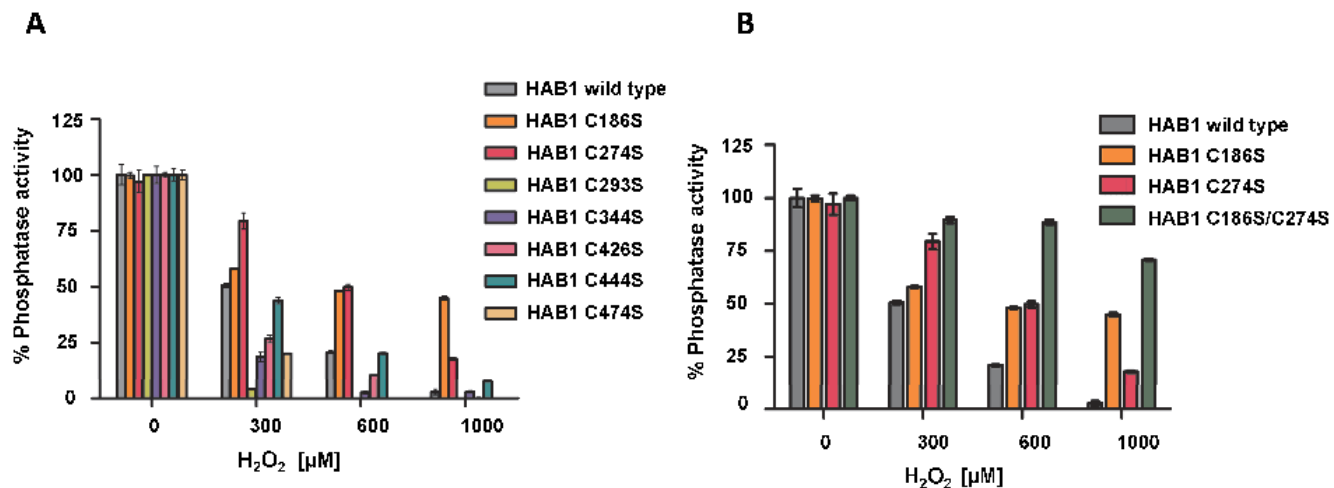 A
% Phosphatase activity
125
100
75
50
25
0
0 300 600 1000
H₂O₂ [µM]
HAB1 wild type
HAB1 C186S
HAB1 C274S
HAB1 C293S
HAB1 C344S
HAB1 C426S
HAB1 C444S
HAB1 C474S
B
% Phosphatase activity
125
100
75
50
25
0
0 300 600 1000
H₂O₂ [µM]
HAB1 wild type
HAB1 C186S
HAB1 C274S
HAB1 C186S/C274S